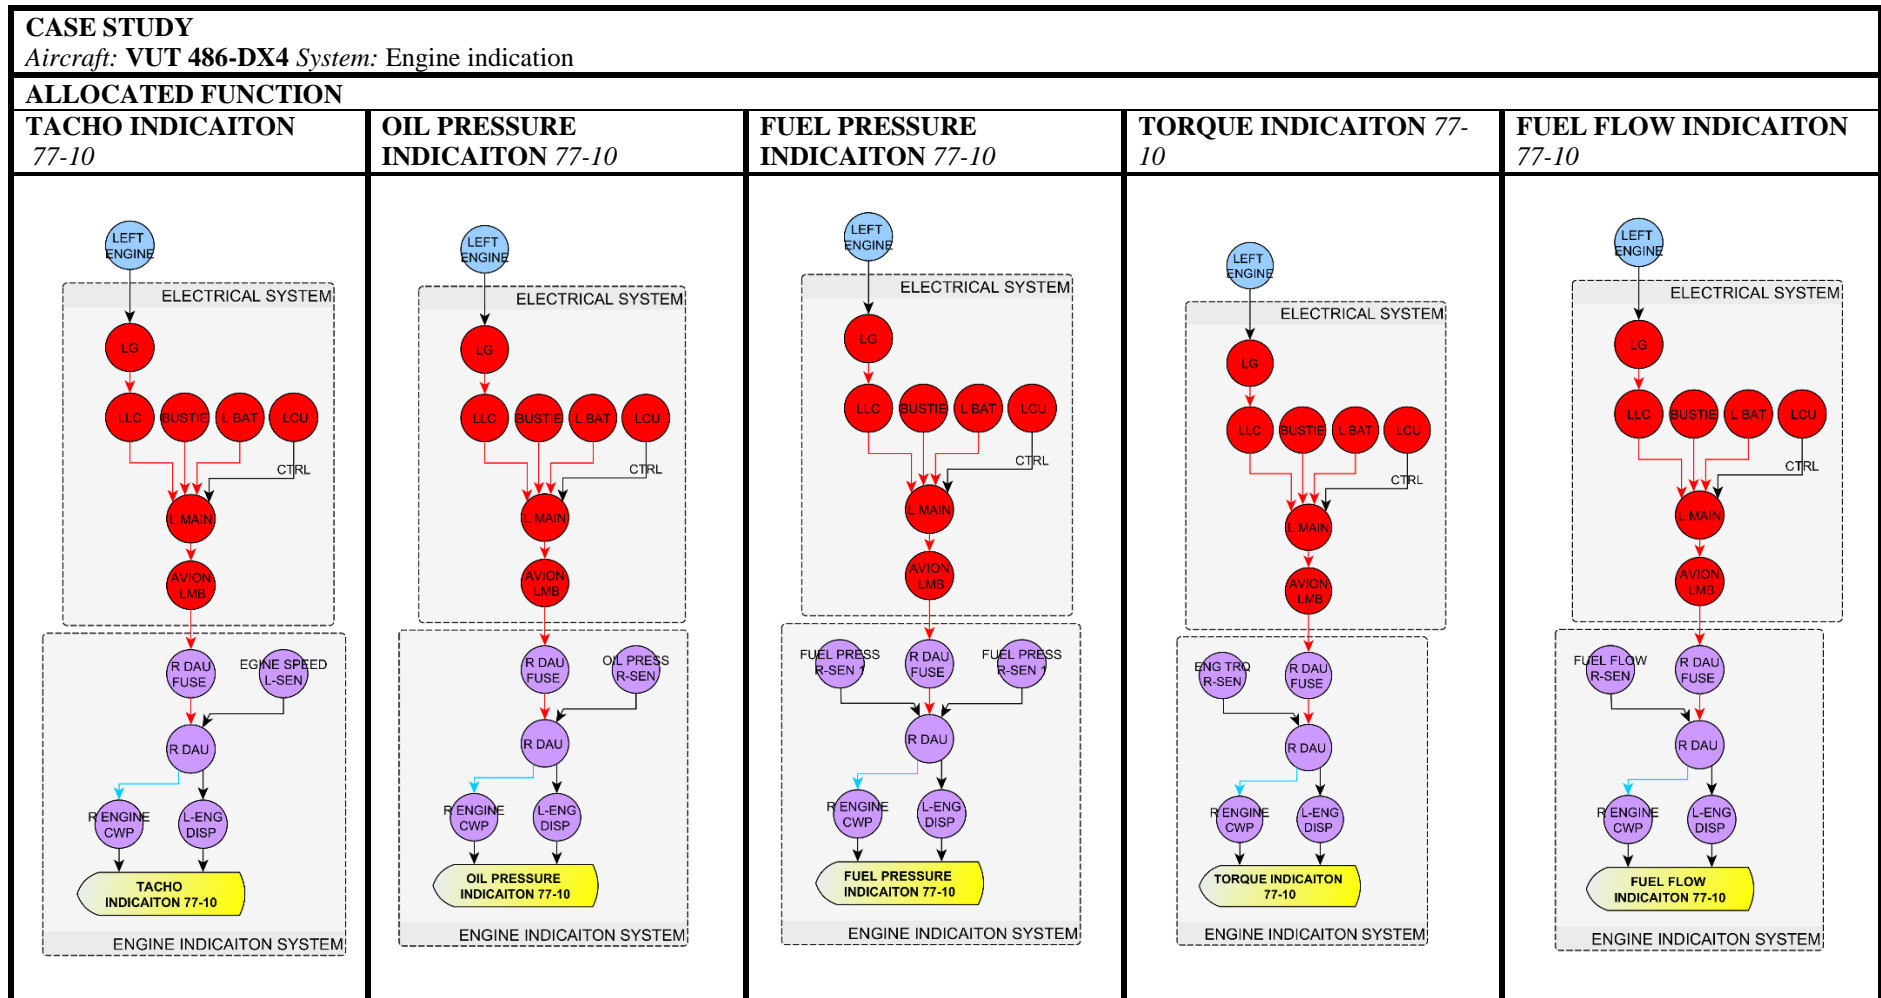 CASE STUDY
Aircraft: VUT 486-DX4 System: Engine indication
ALLOCATED FUNCTION
TACHO INDICAITON
77-10
OIL PRESSURE
INDICAITON 77-10
FUEL PRESSURE
INDICAITON 77-10
TORQUE INDICAITON 77-
10
FUEL FLOW INDICAITON
77-10
LEFT
ENGINE
ELECTRICAL SYSTEM
LG
LLC
BUSTIE
L BAT
LCU
CTRL
L MAIN
AVION
LMB
R DAU
FUSE
EGINE SPEED
L-SEN
R DAU
R ENGINE
CWP
L-ENG
DISP
TACHO
INDICAITON 77-10
ENGINE INDICAITON SYSTEM
LEFT
ENGINE
ELECTRICAL SYSTEM
LG
LLC
BUSTIE
L BAT
LCU
CTRL
L MAIN
AVION
LMB
R DAU
FUSE
OIL PRESS
R-SEN
R DAU
R ENGINE
CWP
L-ENG
DISP
OIL PRESSURE
INDICAITON 77-10
ENGINE INDICAITON SYSTEM
LEFT
ENGINE
ELECTRICAL SYSTEM
LG
LLC
BUSTIE
L BAT
LCU
CTRL
L MAIN
AVION
LMB
FUEL PRESS
R-SEN 1
R DAU
FUSE
FUEL PRESS
R-SEN 1
R DAU
R ENGINE
CWP
L-ENG
DISP
FUEL PRESSURE
INDICAITON 77-10
ENGINE INDICAITON SYSTEM
LEFT
ENGINE
ELECTRICAL SYSTEM
LG
LLC
BUSTIE
L BAT
LCU
CTRL
L MAIN
AVION
LMB
ENG TRQ
R-SEN
R DAU
FUSE
R DAU
R ENGINE
CWP
L-ENG
DISP
TORQUE INDICAITON
77-10
ENGINE INDICAITON SYSTEM
LEFT
ENGINE
ELECTRICAL SYSTEM
LG
LLC
BUSTIE
L BAT
LCU
CTRL
L MAIN
AVION
LMB
FUEL FLOW
R-SEN
R DAU
FUSE
R DAU
R ENGINE
CWP
L-ENG
DISP
FUEL FLOW
INDICAITON 77-10
ENGINE INDICAITON SYSTEM